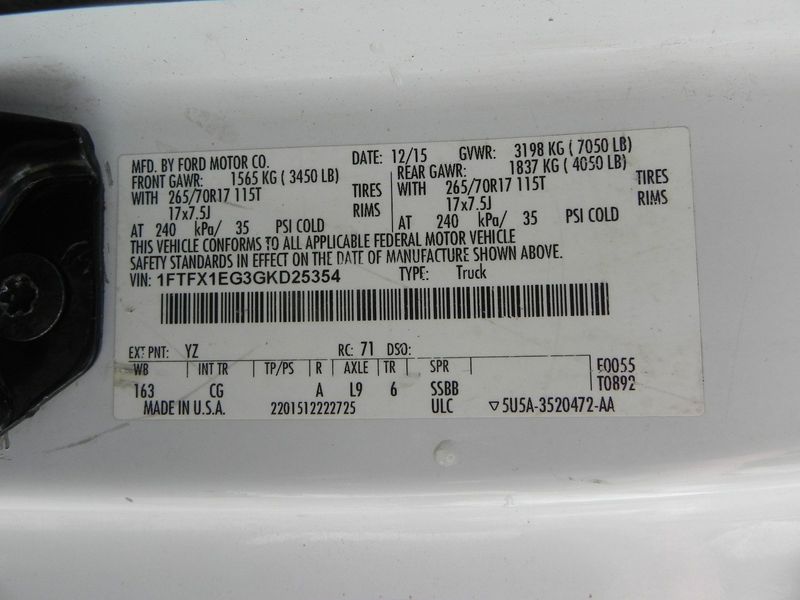 MFD. BY FORD MOTOR CO. DATE: 12/15 GVWR: 3198 KG ( 7050 LB)
FRONT GAWR: 1565 KG ( 3450 LB) REAR GAWR: 1837 KG ( 4050 LB)
WITH 265/70R17 115T TIRES WITH 265/70R17 115T TIRES
17x7.5J RIMS 17x7.5J RIMS
AT 240 kPa/ 35 PSI COLD AT 240 kPa/ 35 PSI COLD
THIS VEHICLE CONFORMS TO ALL APPLICABLE FEDERAL MOTOR VEHICLE
SAFETY STANDARDS IN EFFECT ON THE DATE OF MANUFACTURE SHOWN ABOVE.
VIN: 1FTFX1EG3GKD25354 TYPE: Truck
EXT PNT: YZ RC: 71 DSO:
WB INT TR TP/PS R AXLE TR SPR F0055
163 CG A L9 6 SSBB T0892
MADE IN U.S.A. 2201512222725 ULC ▽5U5A-3520472-AA